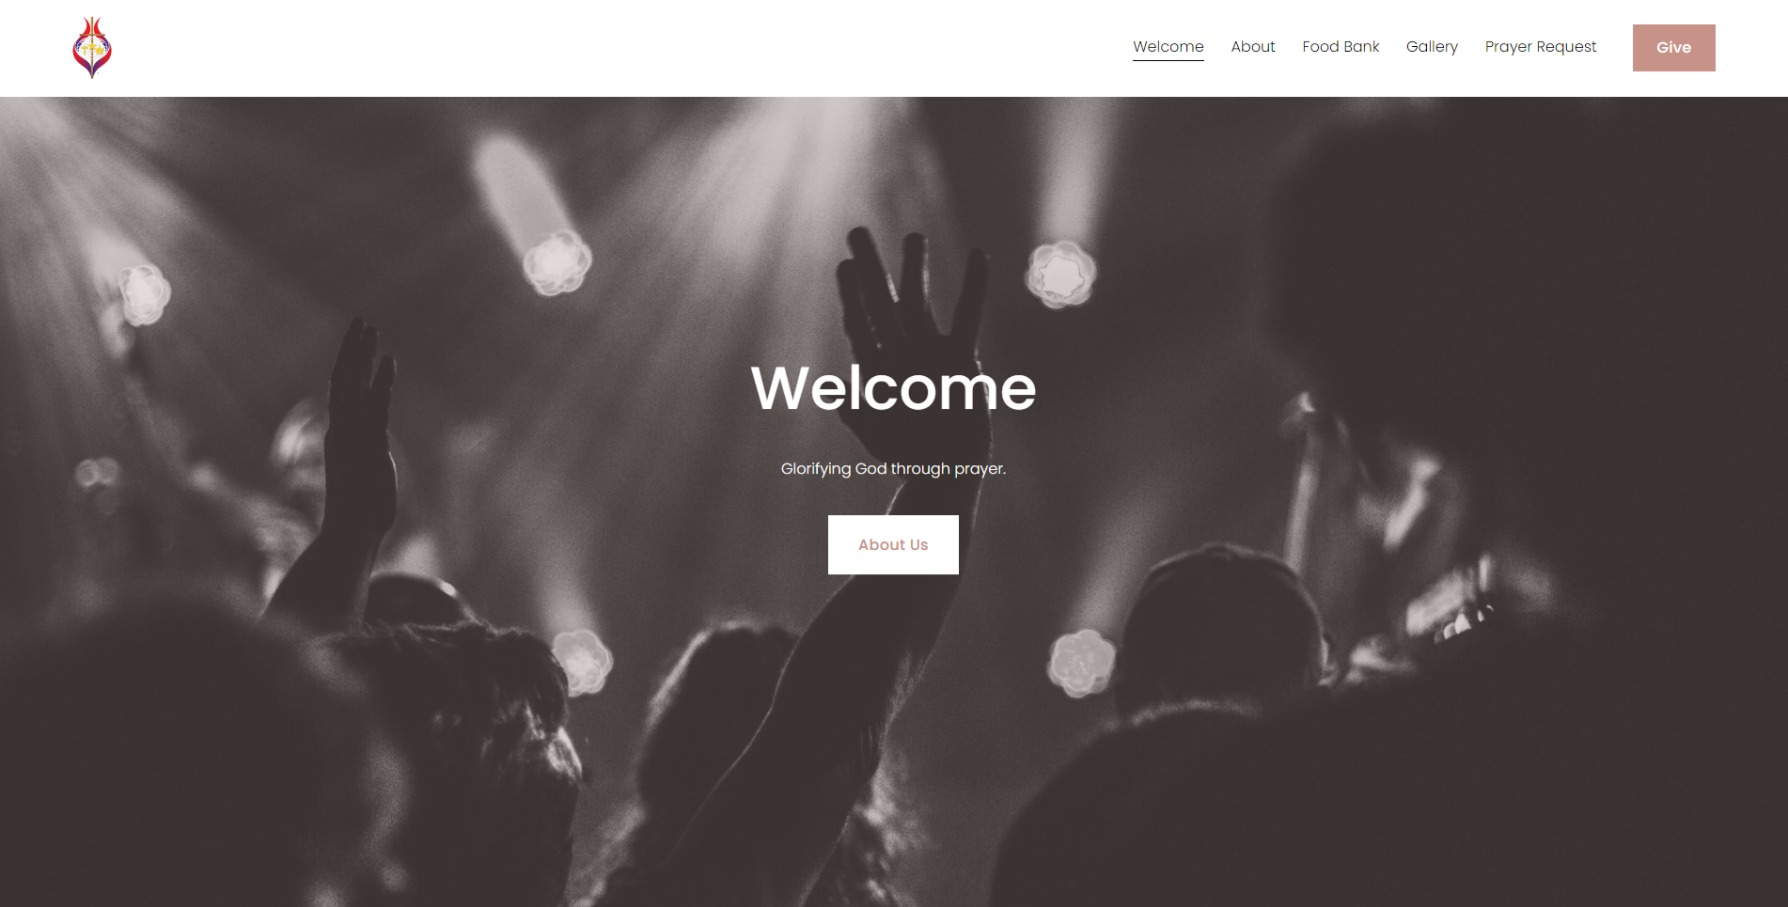 Welcome
About
Food Bank
Gallery
Prayer Request
Give
Welcome
Glorifying God through prayer.
About Us